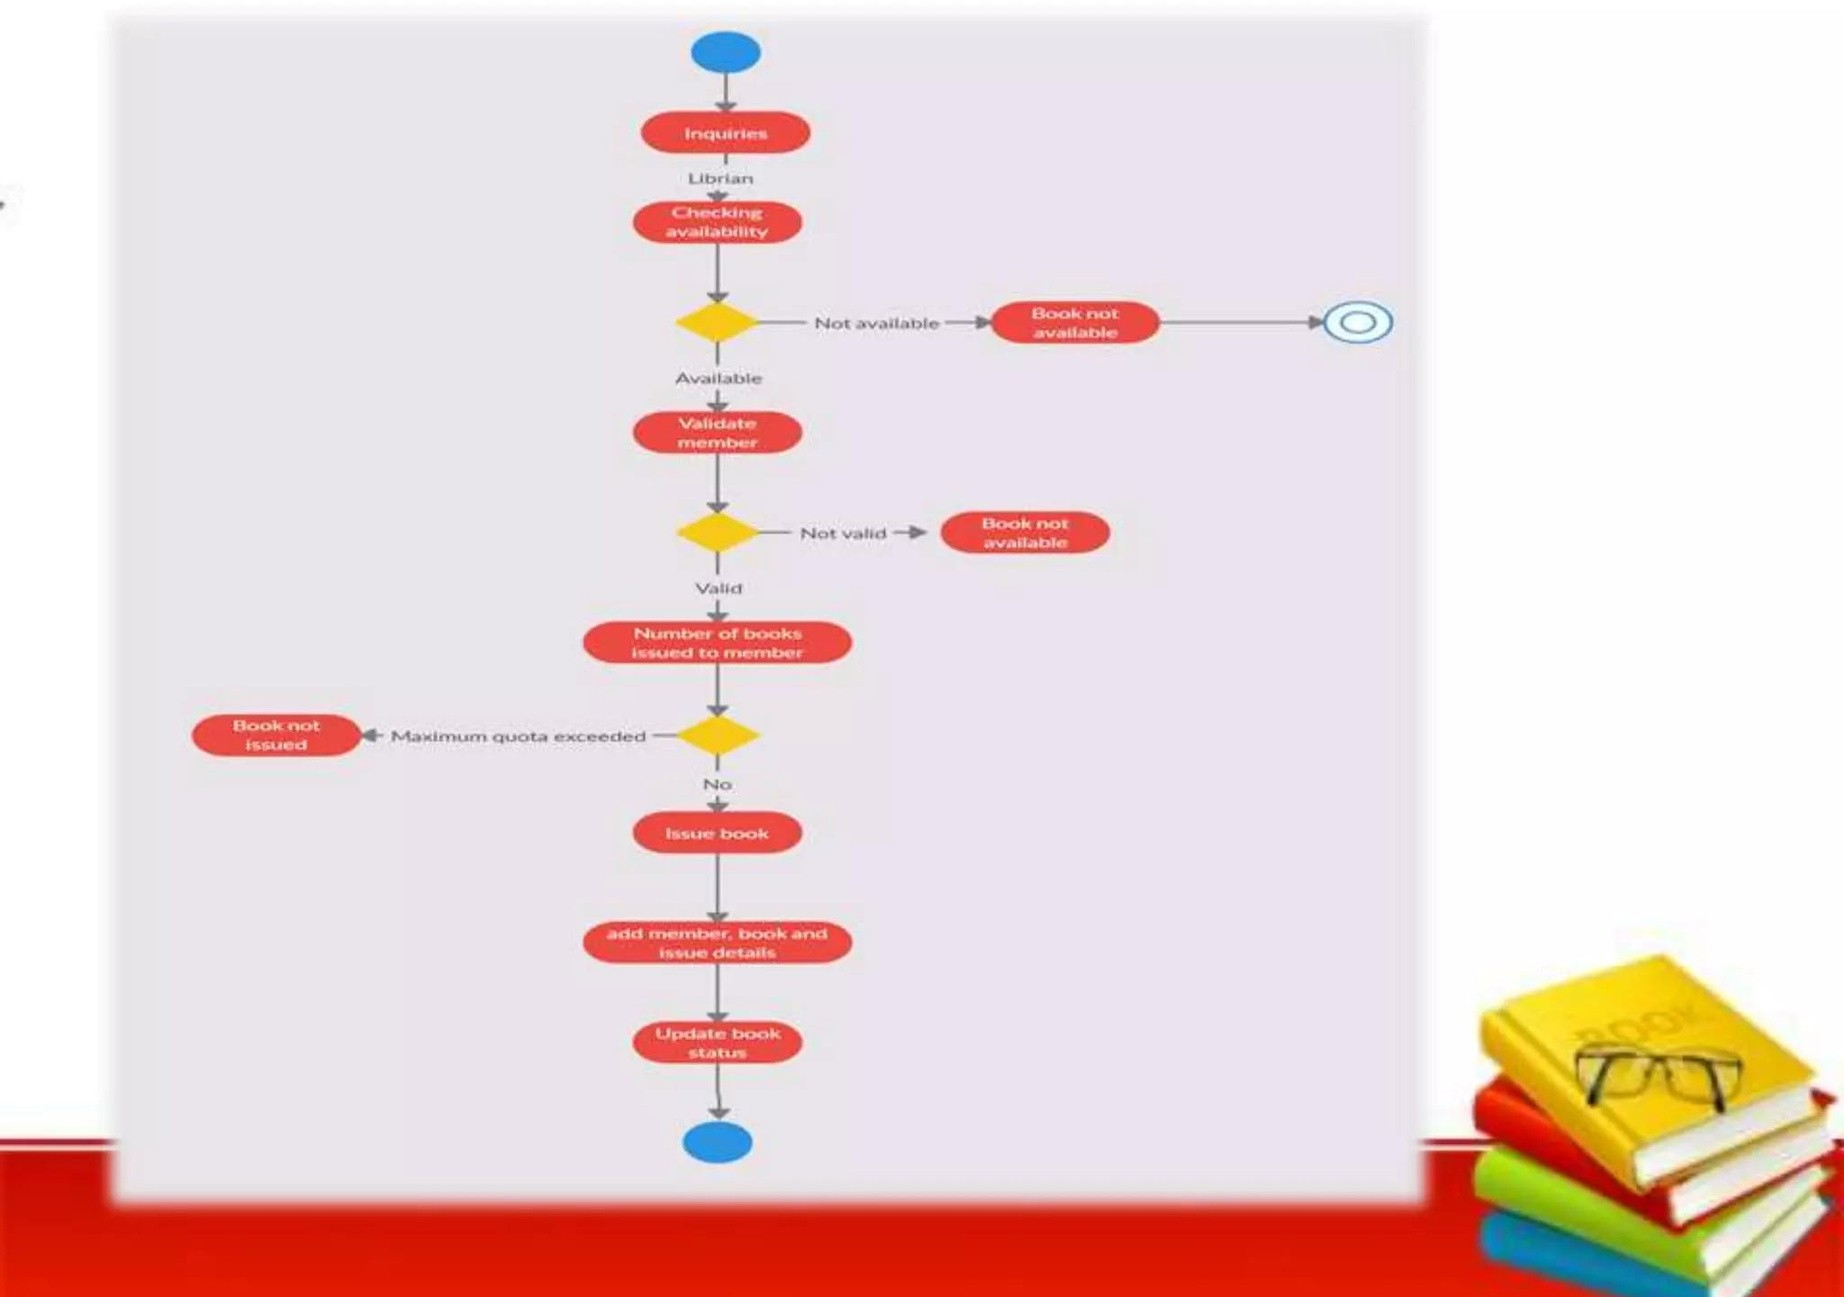 Inquiries
Librian
Checking
availability
Not available
Book not
available
Available
Validate
member
Not valid
Book not
available
Valid
Number of books
issued to member
Book not
issued
Maximum quota exceeded
No
Issue book
add member, book and
issue details
Update book
status
BOOK